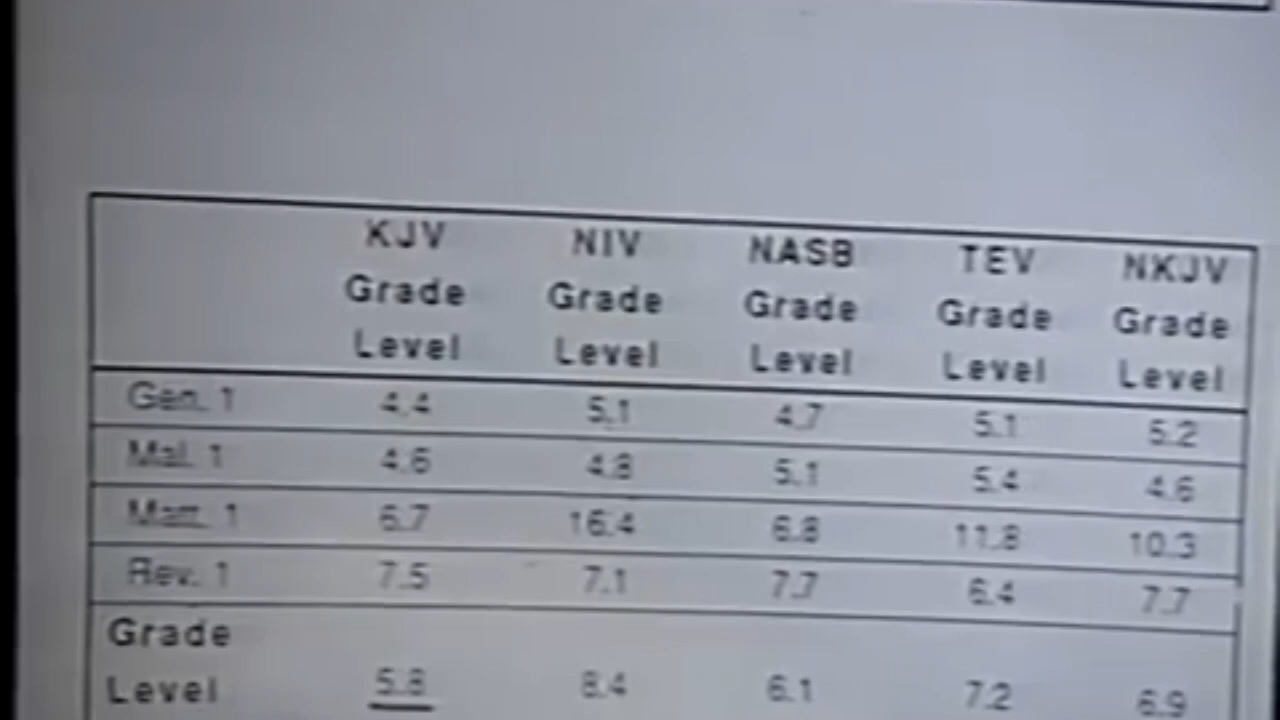 KJV NIV NASB TEV NKJV
Grade Grade Grade Grade Grade
Level Level Level Level Level
Gen. 1 4.4 5.1 4.7 5.1 5.2
Mal. 1 4.6 4.8 5.1 5.4 4.6
Matt. 1 6.7 16.4 6.8 11.8 10.3
Rev. 1 7.5 7.1 7.7 6.4 7.7
Grade
Level 5.8 8.4 6.1 7.2 6.9